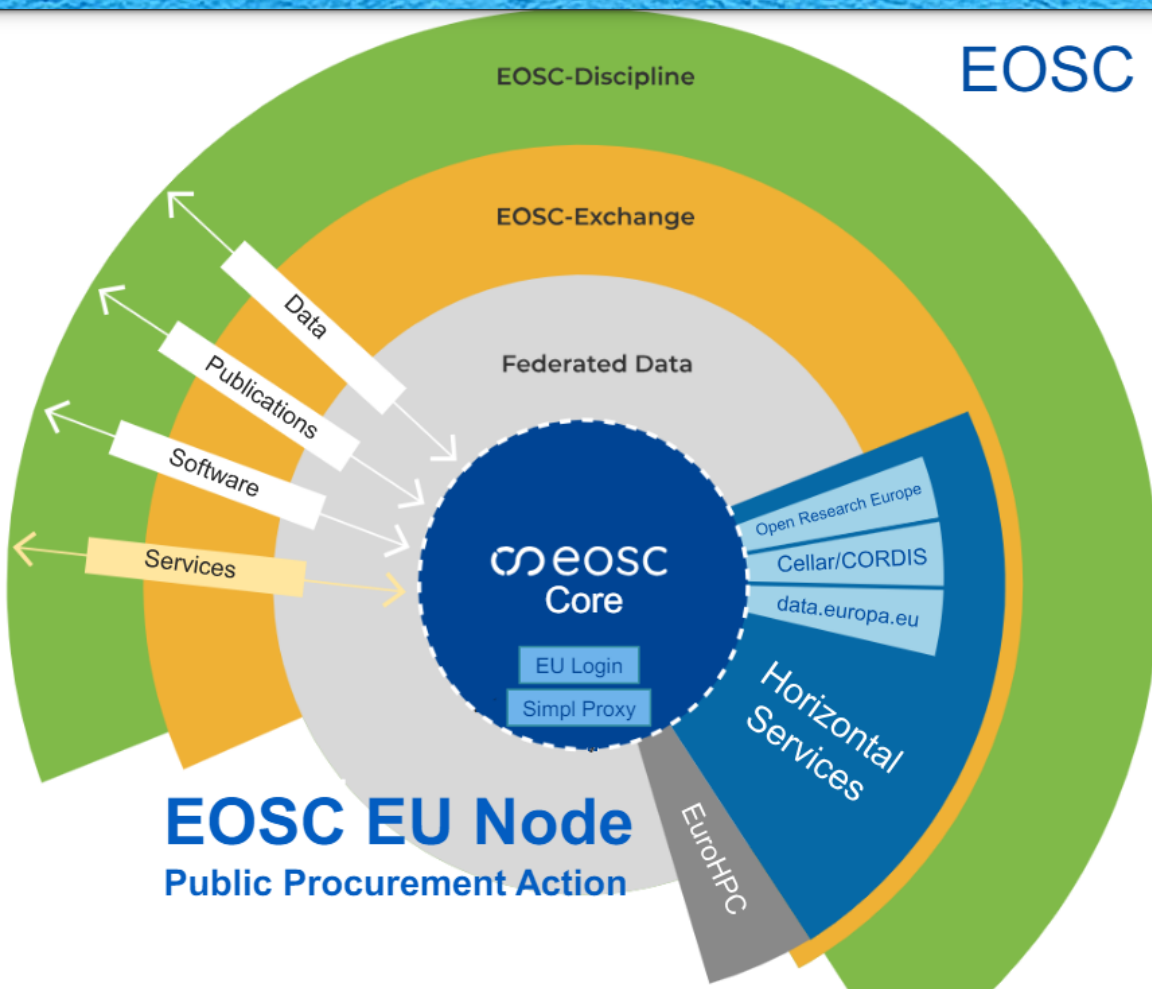 EOSC
EOSC-Discipline
EOSC-Exchange
Federated Data
Data
Publications
Software
Services
eosc
Core
EU Login
Simpl Proxy
Open Research Europe
Cellar/CORDIS
data.europa.eu
Horizontal
Services
EuroHPC
EOSC EU Node
Public Procurement Action